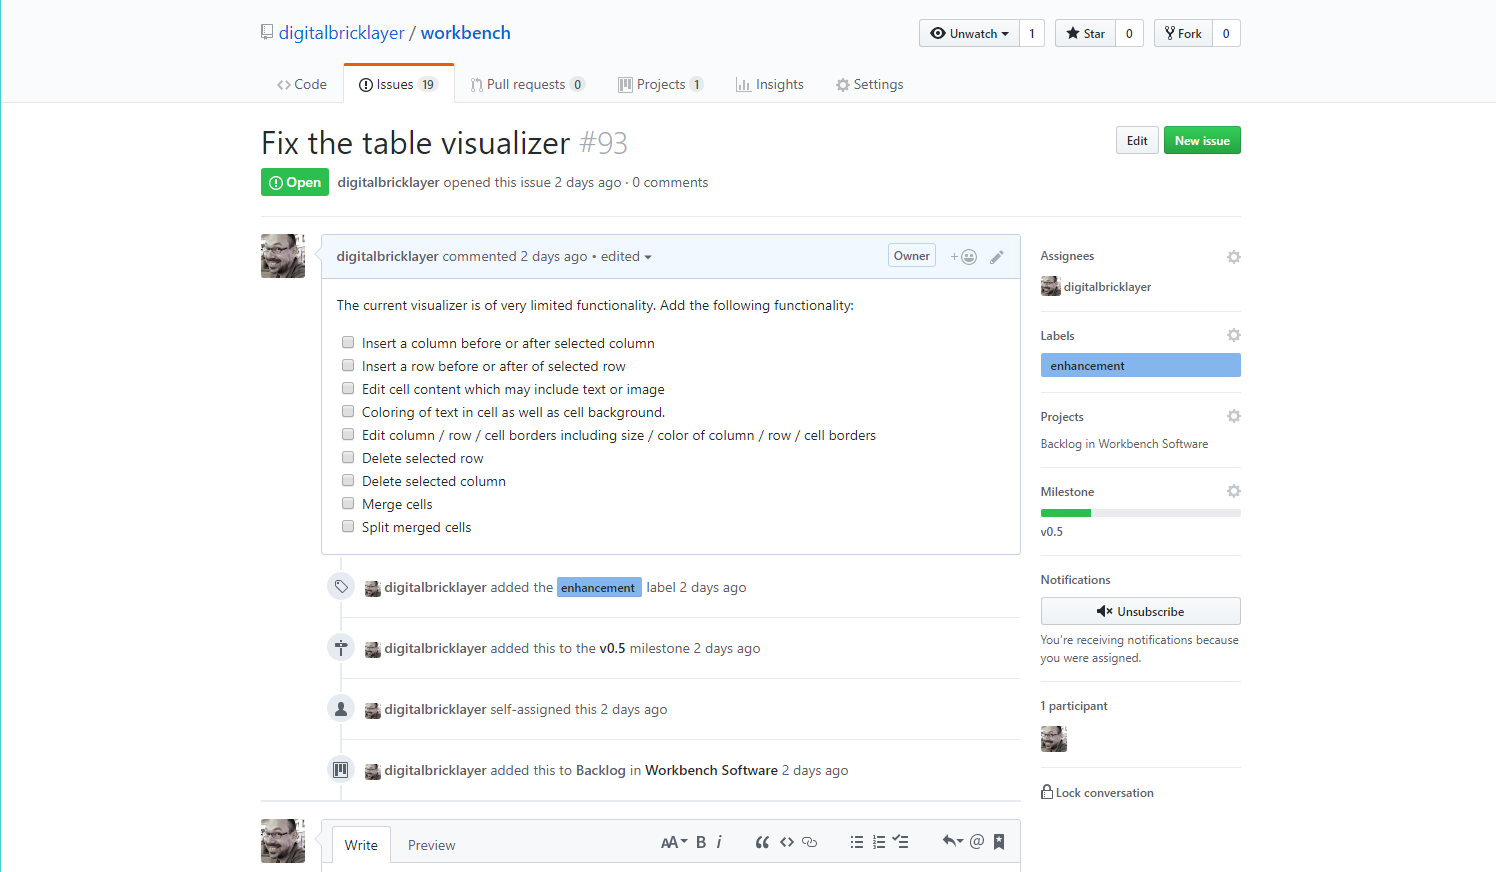 digitalbricklayer / workbench
Unwatch 1 Star 0 Fork 0
Code Issues 19 Pull requests 0 Projects 1 Insights Settings
Fix the table visualizer #93
Edit New issue
Open digitalbricklayer opened this issue 2 days ago · 0 comments
digitalbricklayer commented 2 days ago • edited
Owner
The current visualizer is of very limited functionality. Add the following functionality:
Insert a column before or after selected column
Insert a row before or after of selected row
Edit cell content which may include text or image
Coloring of text in cell as well as cell background.
Edit column / row / cell borders including size / color of column / row / cell borders
Delete selected row
Delete selected column
Merge cells
Split merged cells
digitalbricklayer added the enhancement label 2 days ago
digitalbricklayer added this to the v0.5 milestone 2 days ago
digitalbricklayer self-assigned this 2 days ago
digitalbricklayer added this to Backlog in Workbench Software 2 days ago
Write Preview
AA B i @
Assignees
digitalbricklayer
Labels
enhancement
Projects
Backlog in Workbench Software
Milestone
v0.5
Notifications
Unsubscribe
You're receiving notifications because
you were assigned.
1 participant
Lock conversation